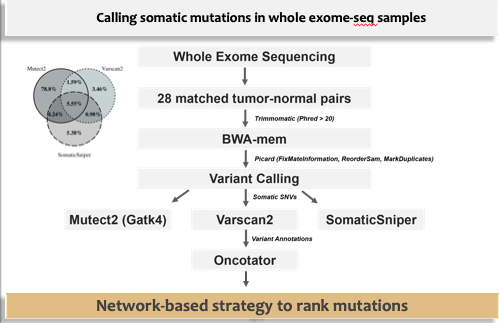 Calling somatic mutations in whole exome-seq samples
Mutect2
Varscan2
1.59%
78.8%
3.46%
5.55%
0.24%
0.98%
5.38%
SomaticSniper
Whole Exome Sequencing
28 matched tumor-normal pairs
Trimmomatic (Phred > 20)
BWA-mem
Picard (FixMateInformation, ReorderSam, MarkDuplicates)
Variant Calling
Somatic SNVs
Mutect2 (Gatk4)
Varscan2
SomaticSniper
Variant Annotations
Oncotator
Network-based strategy to rank mutations